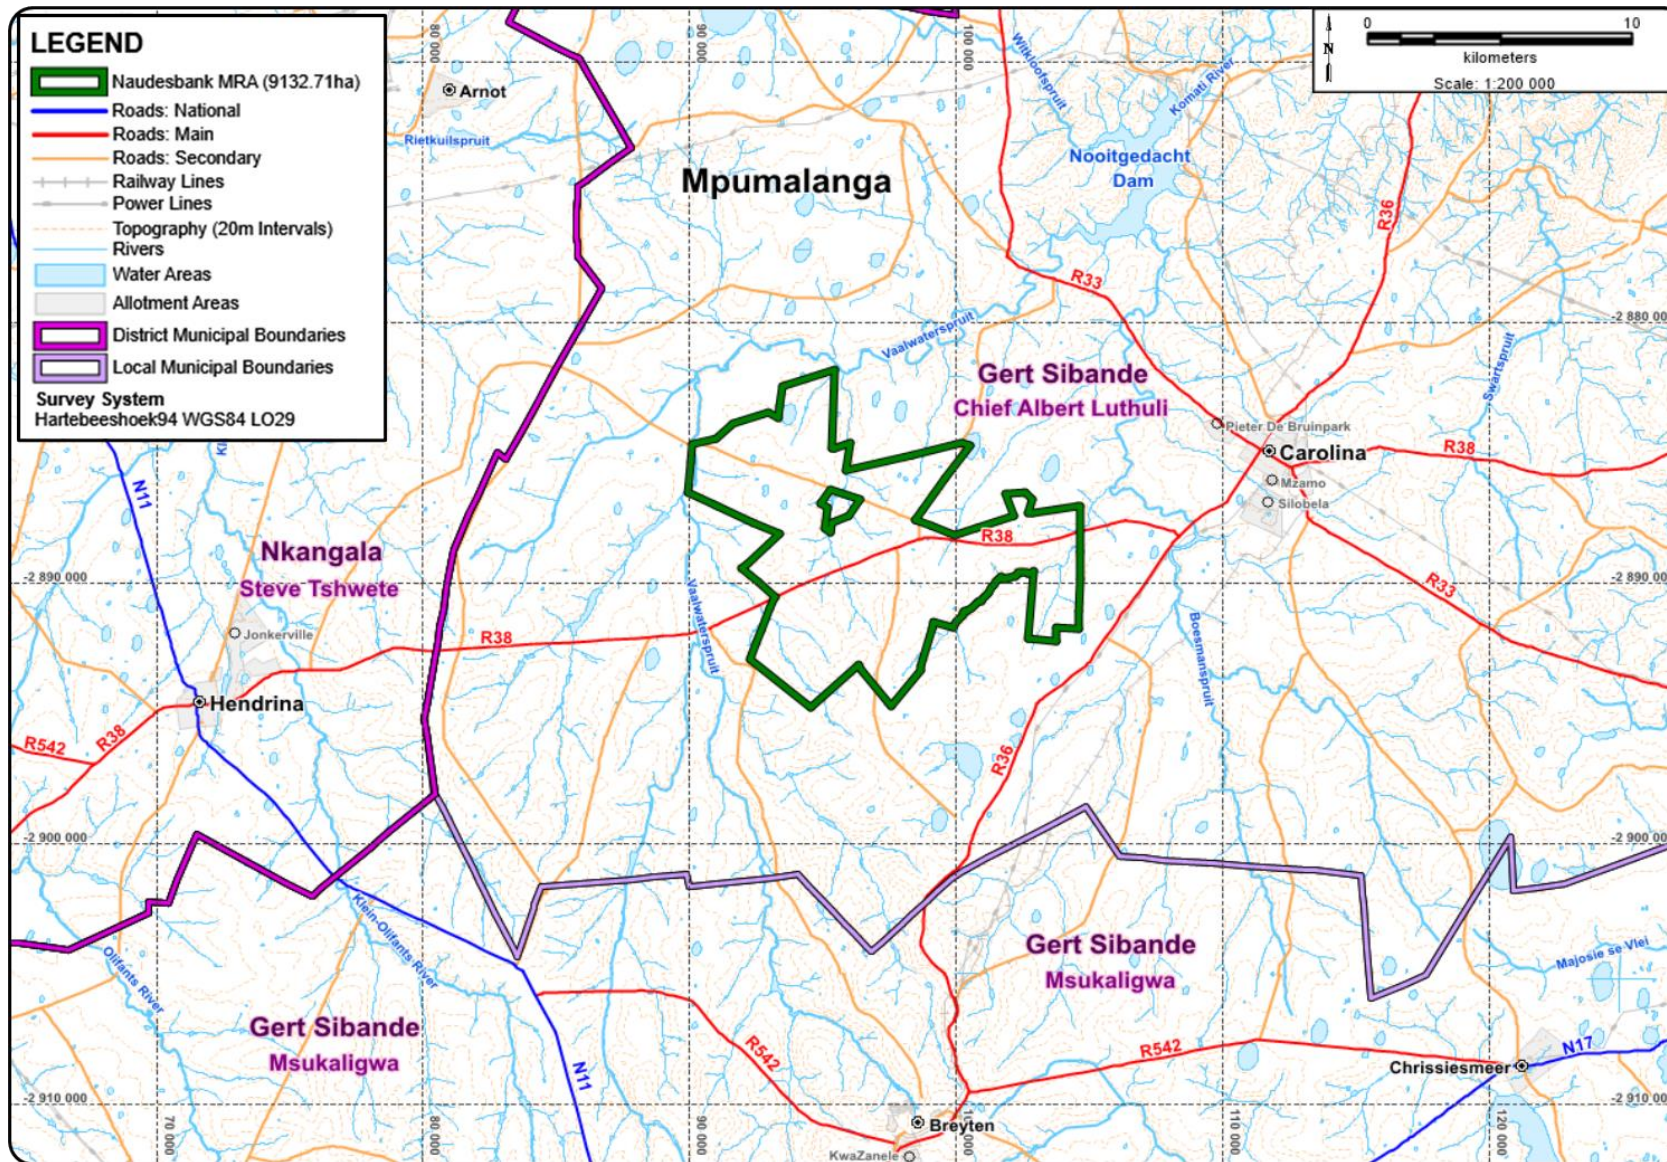 LEGEND
Naudesbank MRA (9132.71ha)
Roads: National
Roads: Main
Roads: Secondary
Railway Lines
Power Lines
Topography (20m Intervals)
Rivers
Water Areas
Allotment Areas
District Municipal Boundaries
Local Municipal Boundaries
Survey System
Hartebeeshoek94 WGS84 LO29
0 10
N
kilometers
Scale: 1:200 000
80 000
90 000
100 000
Arnot
Rietkuilspruit
Mpumalanga
Witkloofspruit
Komati River
Nooitgedacht
Dam
R36
R33
-2 880 00
Vaalwaterspruit
Swartspruit
Gert Sibande
Chief Albert Luthuli
Pieter De Bruinpark
Carolina
R38
Mzamo
Silobela
N11
R38
Nkangala
Steve Tshwete
-2 890 000
-2 890 00
R33
Jonkerville
R38
Vaalwaterspruit
Boesmanspruit
Hendrina
R542
R38
R36
-2 900 000
-2 900 00
Klein-Olifants River
Olifants River
Gert Sibande
Msukaligwa
Majosie se Vlei
Gert Sibande
Msukaligwa
R542
R542
N17
N11
Chrissiesmeer
-2 910 000
-2 910 00
70 000
80 000
90 000
100 000
110 000
120 000
Breyten
KwaZanele